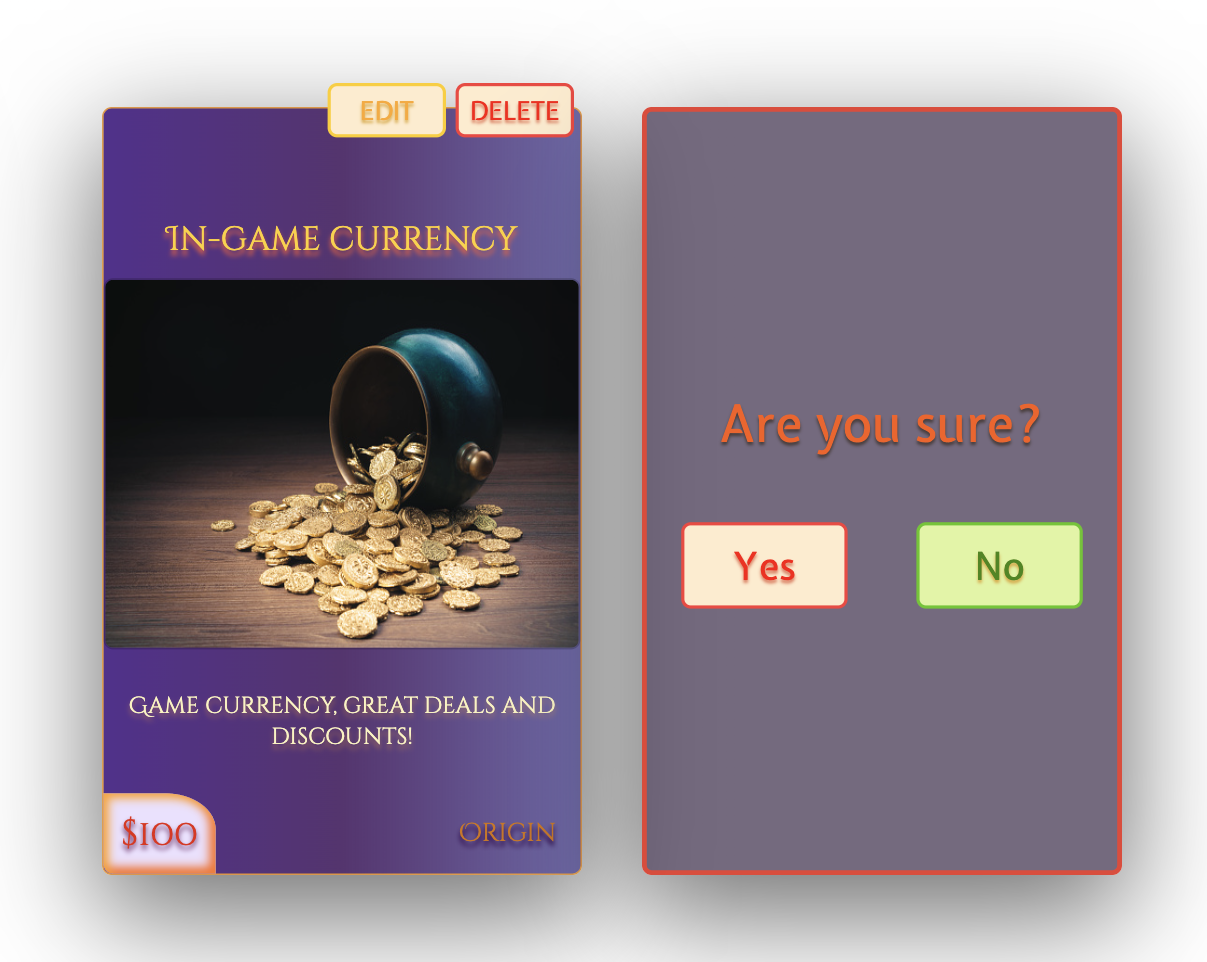 EDIT
DELETE
In-game currency
Game currency, great deals and
discounts!
$100
Origin
Are you sure?
Yes
No